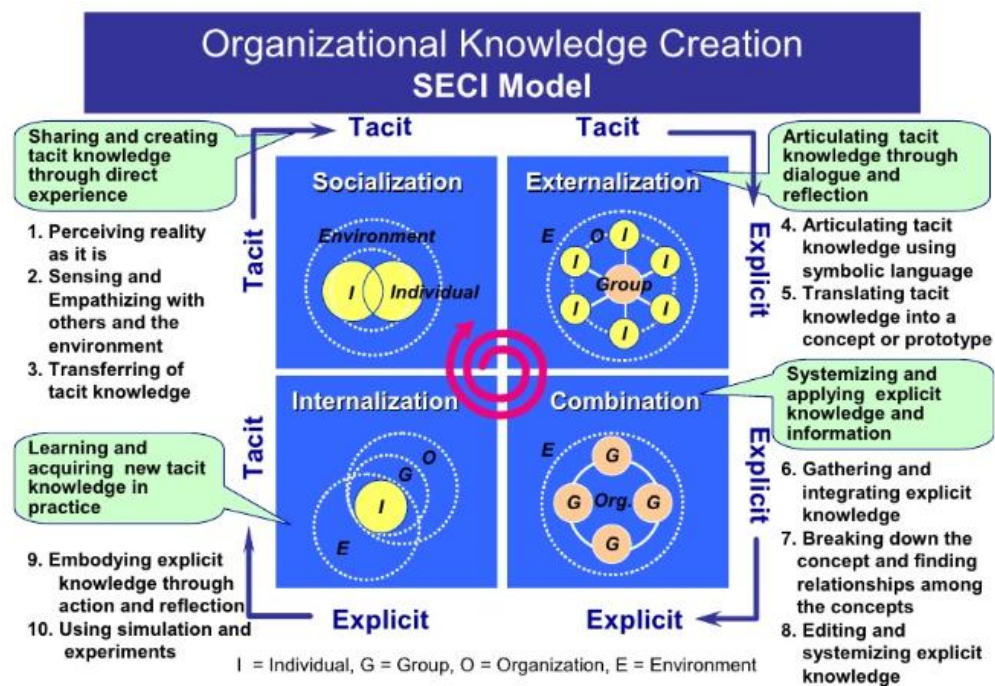 Organizational Knowledge Creation
SECI Model
Tacit
Tacit
Sharing and creating
tacit knowledge
through direct
experience
1. Perceiving reality
as it is
2. Sensing and
Empathizing with
others and the
environment
3. Transferring of
tacit knowledge
Tacit
Socialization
Environment
I
Individual
Externalization
E
O
I
I
I
Group
I
I
I
Explicit
Articulating tacit
knowledge through
dialogue and
reflection
4. Articulating tacit
knowledge using
symbolic language
5. Translating tacit
knowledge into a
concept or prototype
Learning and
acquiring new tacit
knowledge in
practice
9. Embodying explicit
knowledge through
action and reflection
10. Using simulation and
experiments
Tacit
Internalization
O
G
I
E
Combination
E
G
G
Org.
G
G
Explicit
Systemizing and
applying explicit
knowledge and
information
6. Gathering and
integrating explicit
knowledge
7. Breaking down the
concept and finding
relationships among
the concepts
8. Editing and
systemizing explicit
knowledge
Explicit
Explicit
I = Individual, G = Group, O = Organization, E = Environment